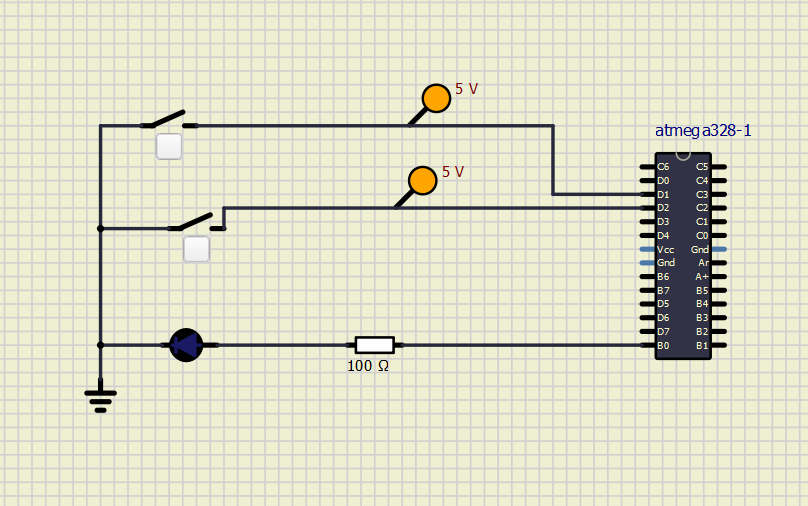 5 V
5 V
atmega328-1
C6 C5
D0 C4
D1 C3
D2 C2
D3 C1
D4 C0
Vcc Gnd
Gnd Ar
B6 A+
B7 B5
D5 B4
D6 B3
D7 B2
B0 B1
100 Ω